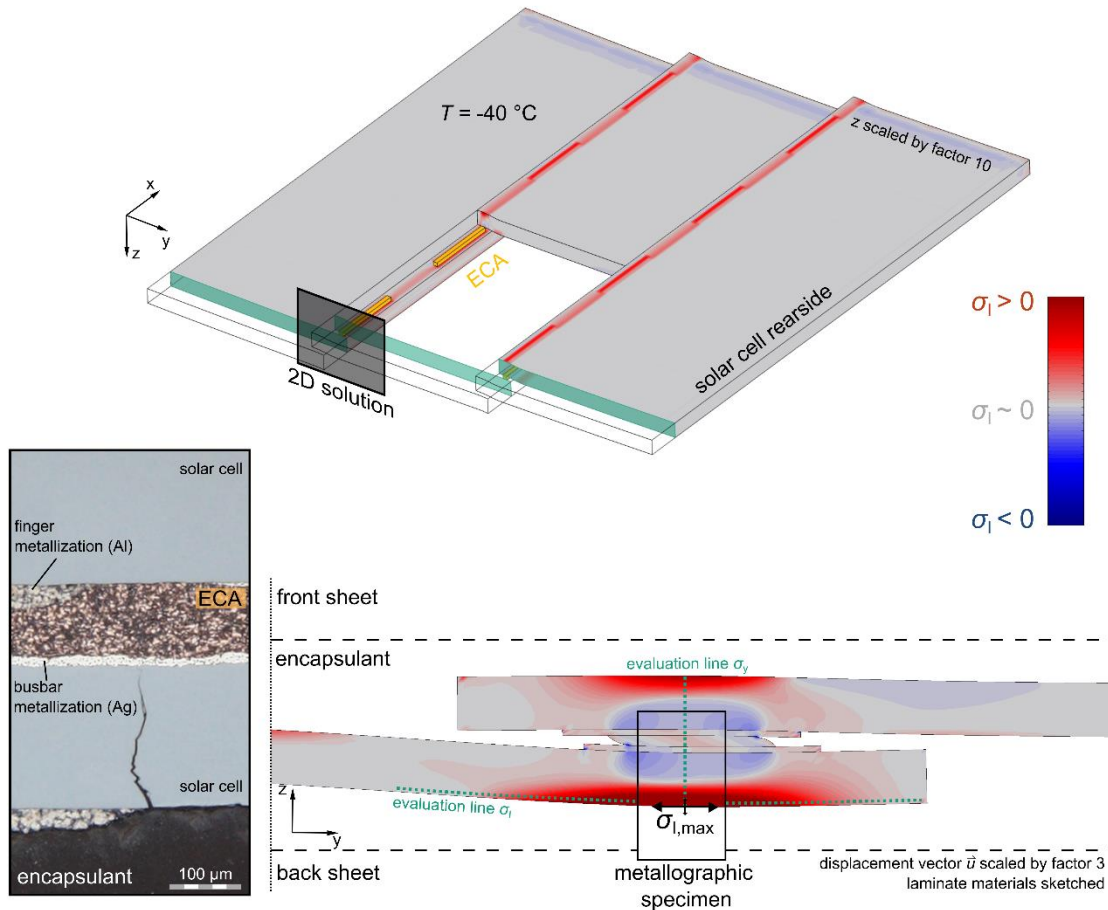 T = -40 °C
z scaled by factor 10
x
y
z
ECA
2D solution
solar cell rearside
σI > 0
σI ~ 0
σI < 0
solar cell
finger
metallization (Al)
ECA
busbar
metallization (Ag)
solar cell
encapsulant
100 µm
front sheet
encapsulant
evaluation line σy
evaluation line σI
z
y
σI,max
back sheet
metallographic
specimen
displacement vector u⃗ scaled by factor 3
laminate materials sketched